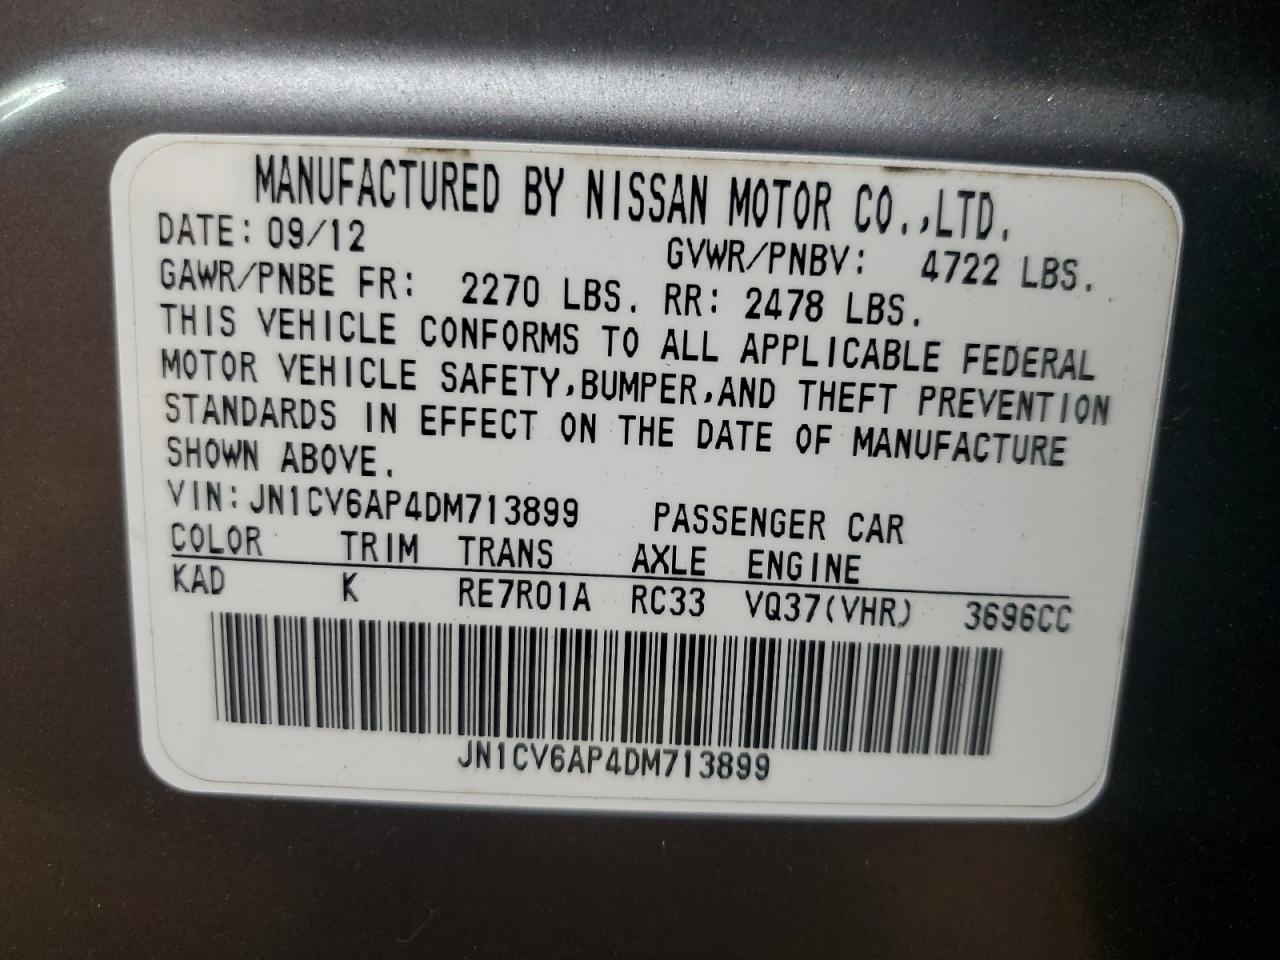 MANUFACTURED BY NISSAN MOTOR CO.,LTD.
DATE: 09/12 GVWR/PNBV: 4722 LBS.
GAWR/PNBE FR: 2270 LBS. RR: 2478 LBS.
THIS VEHICLE CONFORMS TO ALL APPLICABLE FEDERAL
MOTOR VEHICLE SAFETY,BUMPER,AND THEFT PREVENTION
STANDARDS IN EFFECT ON THE DATE OF MANUFACTURE
SHOWN ABOVE.
VIN: JN1CV6AP4DM713899 PASSENGER CAR
COLOR TRIM TRANS AXLE ENGINE
KAD K RE7R01A RC33 VQ37(VHR) 3696CC
JN1CV6AP4DM713899